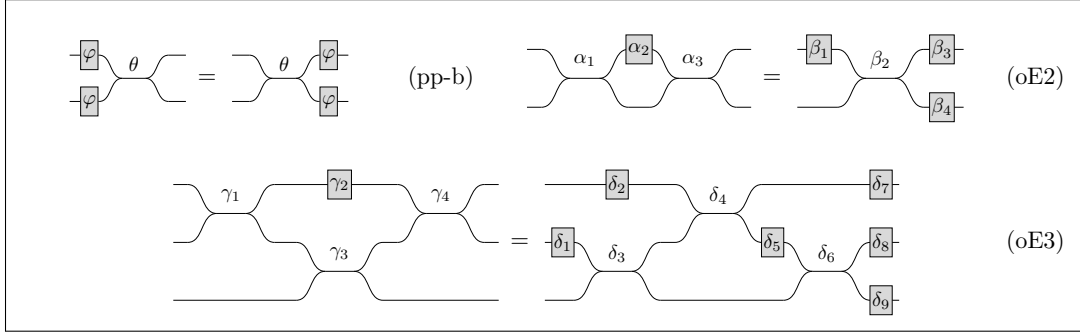 φ θ = θ φ (pp-b) α₁ α₂ α₃ = β₁ β₂ β₃ (oE2)
φ φ β₄
γ₁ γ₂ γ₄ δ₂ δ₄ δ₇
γ₃ = δ₁ δ₃ δ₅ δ₆ δ₈ (oE3)
δ₉